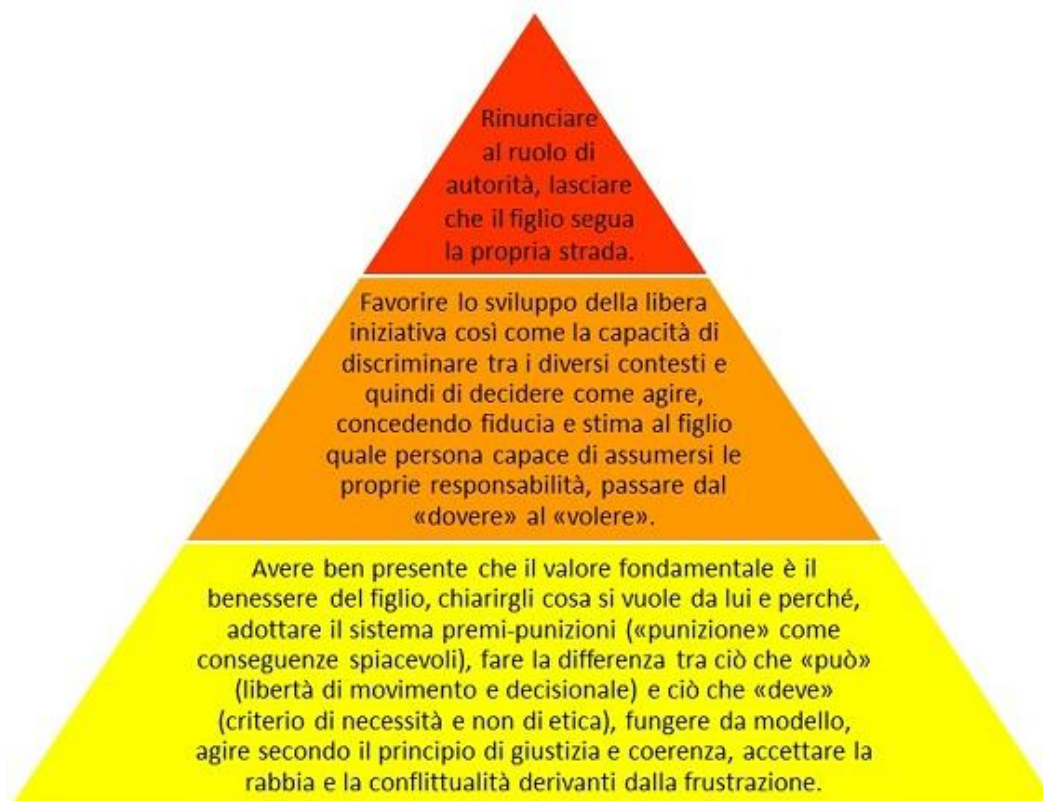 Rinunciare
al ruolo di
autorità, lasciare
che il figlio segua
la propria strada.
Favorire lo sviluppo della libera
iniziativa così come la capacità di
discriminare tra i diversi contesti e
quindi di decidere come agire,
concedendo fiducia e stima al figlio
quale persona capace di assumersi le
proprie responsabilità, passare dal
«dovere» al «volere».
Avere ben presente che il valore fondamentale è il
benessere del figlio, chiarirgli cosa si vuole da lui e perché,
adottare il sistema premi-punizioni («punizione» come
conseguenze spiacevoli), fare la differenza tra ciò che «può»
(libertà di movimento e decisionale) e ciò che «deve»
(criterio di necessità e non di etica), fungere da modello,
agire secondo il principio di giustizia e coerenza, accettare la
rabbia e la conflittualità derivanti dalla frustrazione.